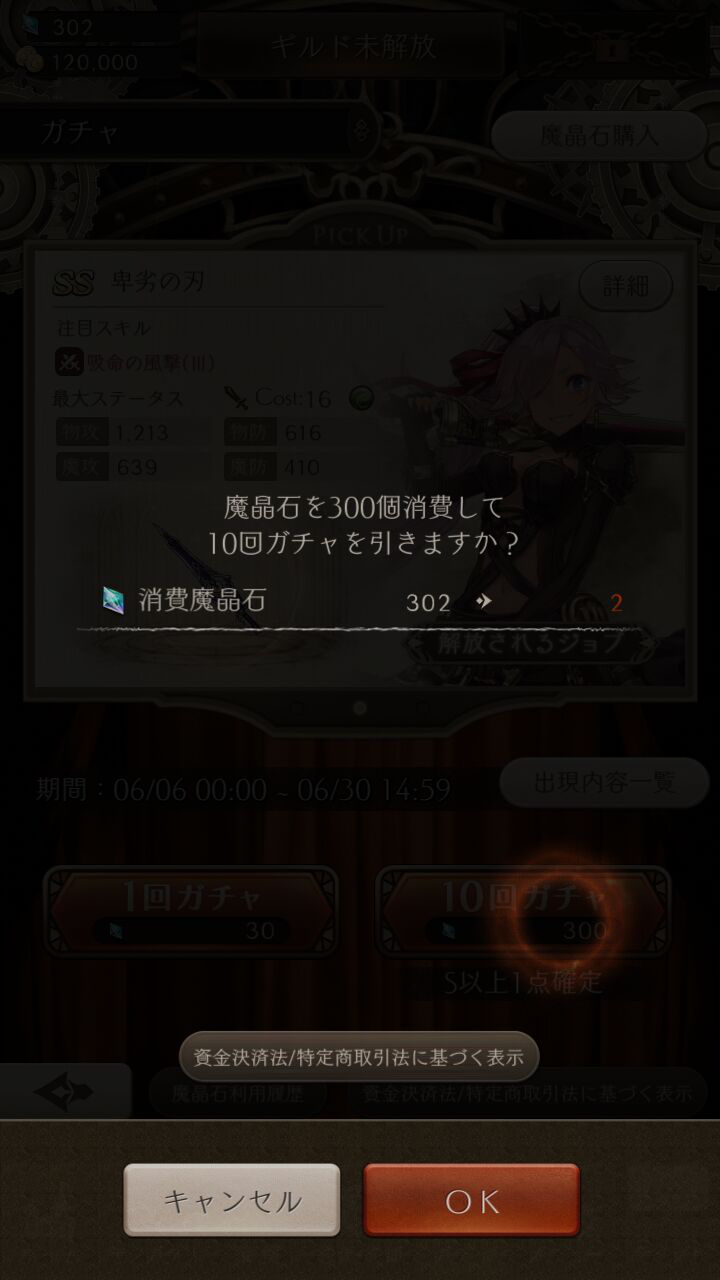 302
ギルド未解放
120,000
ガチャ
魔晶石購入
PICK UP
SS 卑劣の刃
詳細
注目スキル
吸命の風撃(III)
最大ステータス Cost:16
物攻 1,213 物防 616
魔攻 639 魔防 410
魔晶石を300個消費して
10回ガチャを引きますか？
消費魔晶石 302 2
解放されるジョブ
期間：06/06 00:00 ~ 06/30 14:59
出現内容一覧
1回ガチャ 10回ガチャ
30 300
S以上1点確定
資金決済法/特定商取引法に基づく表示
魔晶石利用履歴 資金決済法/特定商取引法に基づく表示
キャンセル OK